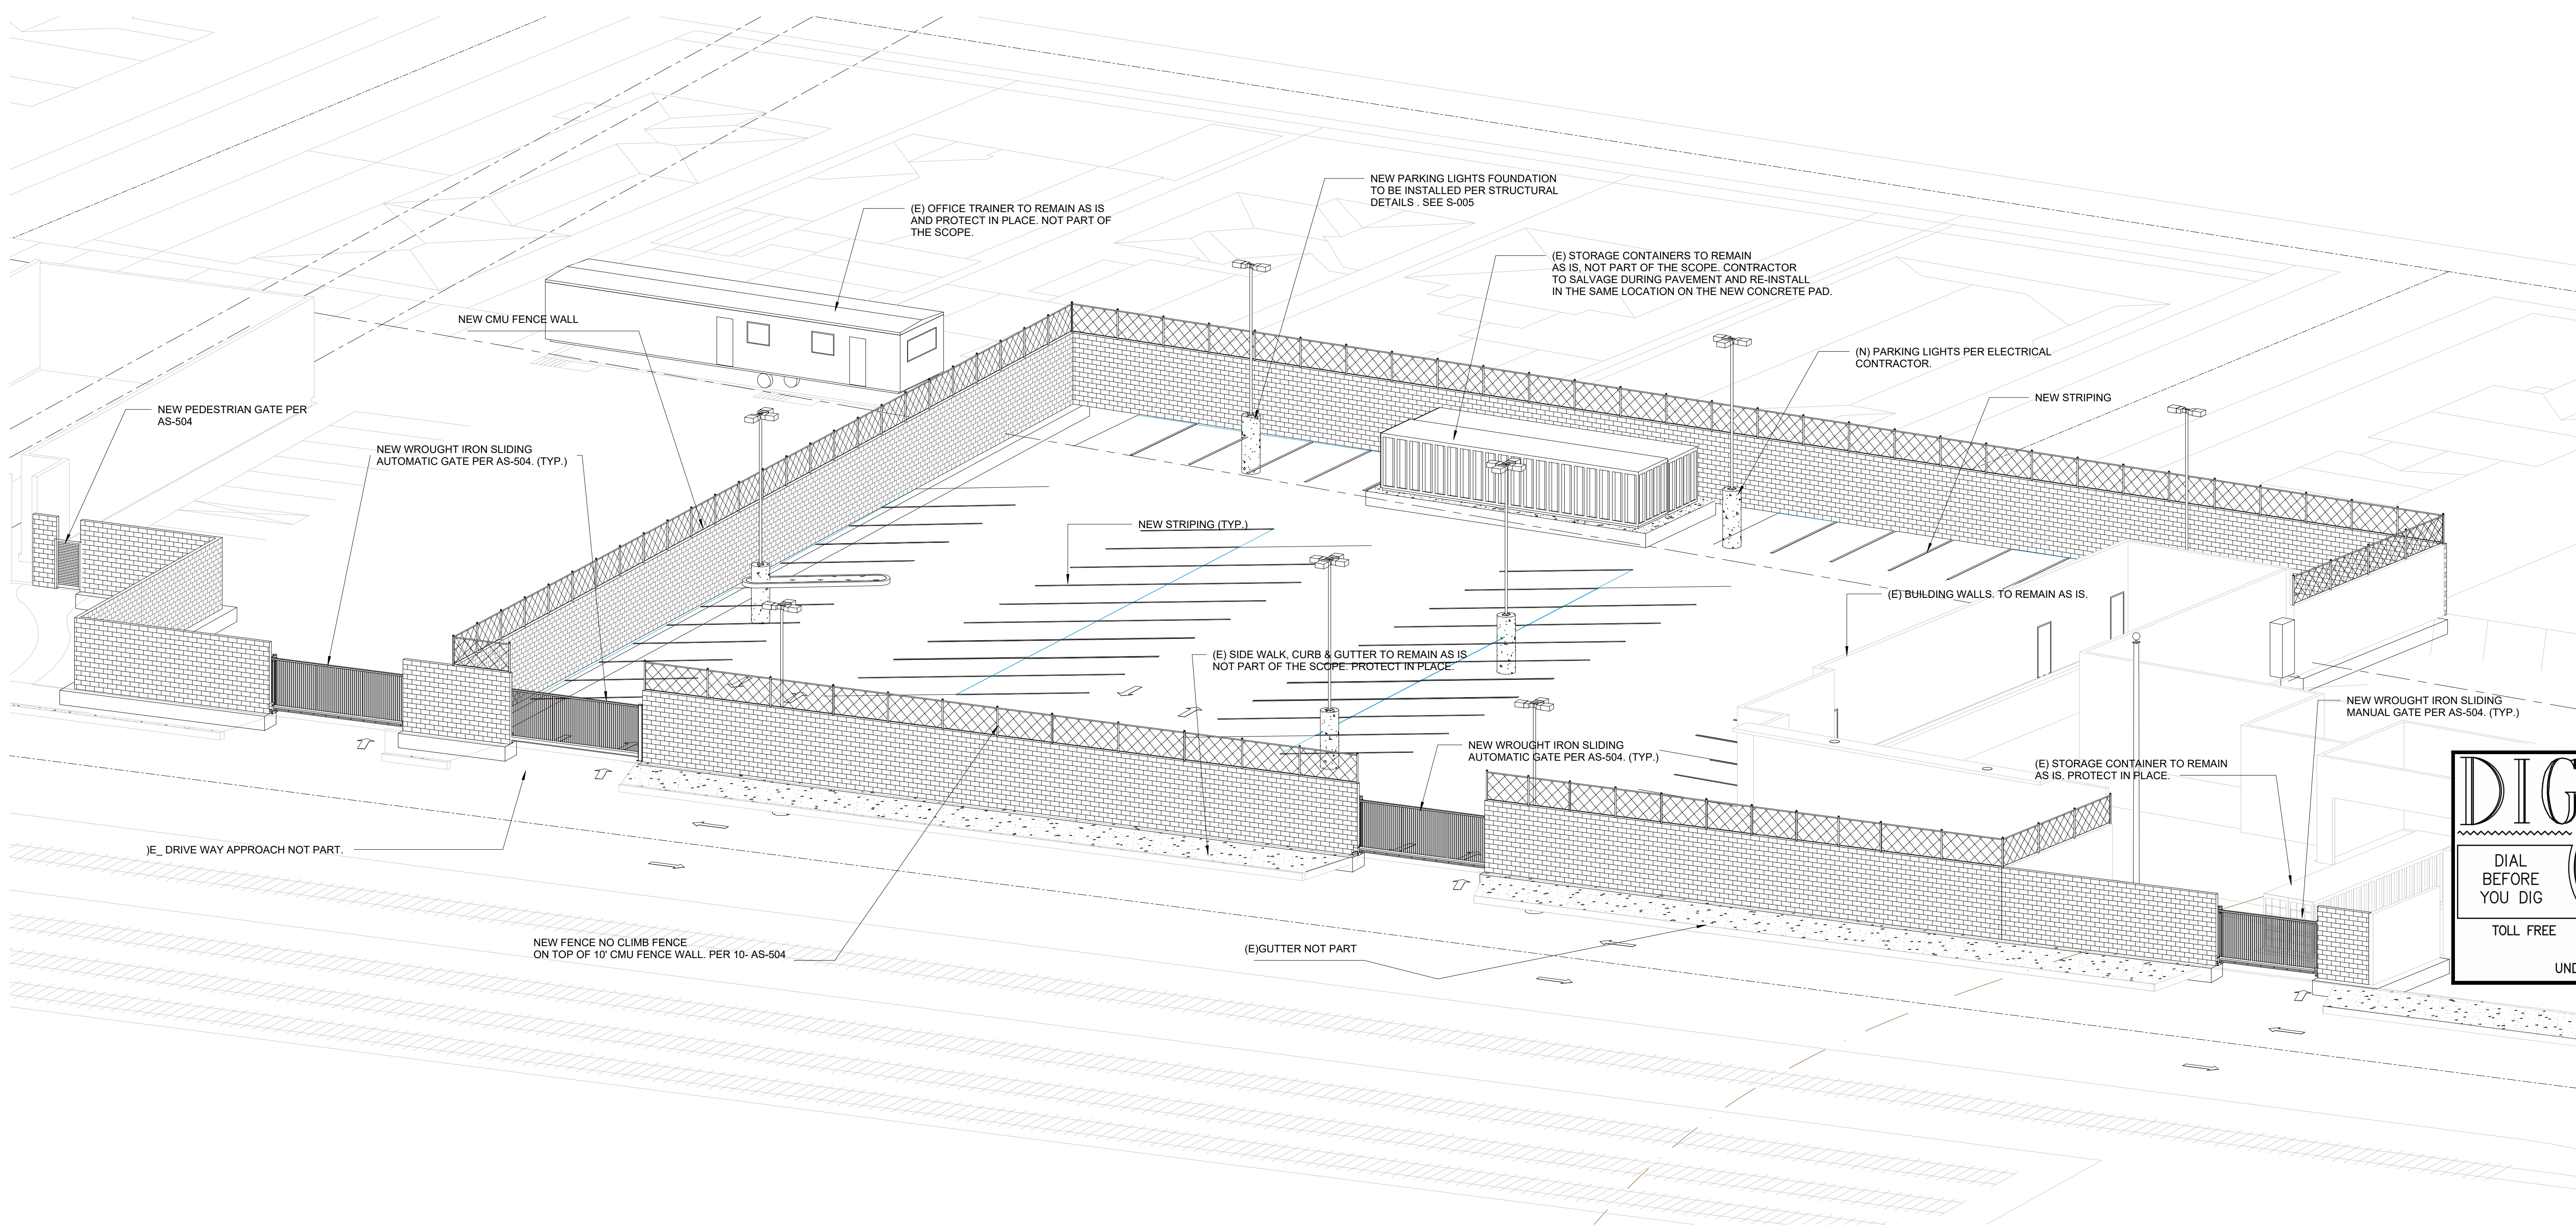 NEW PARKING LIGHTS FOUNDATION
TO BE INSTALLED PER STRUCTURAL
DETAILS . SEE S-005
(E) OFFICE TRAINER TO REMAIN AS IS
AND PROTECT IN PLACE. NOT PART OF
THE SCOPE.
(E) STORAGE CONTAINERS TO REMAIN
AS IS, NOT PART OF THE SCOPE. CONTRACTOR
TO SALVAGE DURING PAVEMENT AND RE-INSTALL
IN THE SAME LOCATION ON THE NEW CONCRETE PAD.
NEW CMU FENCE WALL
(N) PARKING LIGHTS PER ELECTRICAL
CONTRACTOR.
NEW STRIPING
NEW PEDESTRIAN GATE PER
AS-504
NEW WROUGHT IRON SLIDING
AUTOMATIC GATE PER AS-504. (TYP.)
NEW STRIPING (TYP.)
(E) BUILDING WALLS. TO REMAIN AS IS.
(E) SIDE WALK, CURB & GUTTER TO REMAIN AS IS
NOT PART OF THE SCOPE. PROTECT IN PLACE.
NEW WROUGHT IRON SLIDING
MANUAL GATE PER AS-504. (TYP.)
NEW WROUGHT IRON SLIDING
AUTOMATIC GATE PER AS-504. (TYP.)
(E) STORAGE CONTAINER TO REMAIN
AS IS. PROTECT IN PLACE.
DIG
DIAL
BEFORE
YOU DIG
TOLL FREE
UND
)E_ DRIVE WAY APPROACH NOT PART.
NEW FENCE NO CLIMB FENCE
ON TOP OF 10' CMU FENCE WALL. PER 10- AS-504
(E)GUTTER NOT PART